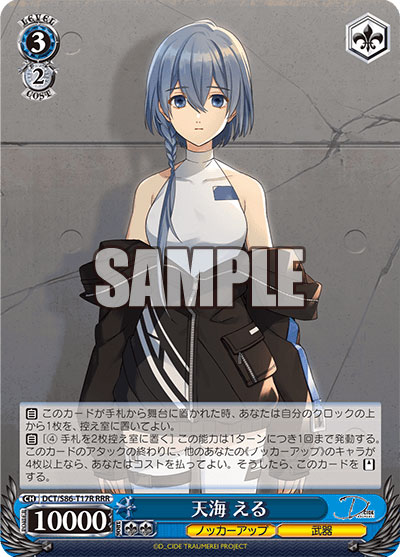 LEVEL
3
2
COST
SAMPLE
このカードが手札から舞台に置かれた時、あなたは自分のクロックの上
から1枚を、控え室に置いてよい。
［④ 手札を2枚控え室に置く］ この能力は1ターンにつき1回まで発動する。
このカードのアタックの終わりに、他のあなたの《ノッカーアップ》のキャラが
4枚以上なら、あなたはコストを払ってよい。そうしたら、このカードを【スタンド】する。
CH DCT/S86-T17R RRR
天海 える
POWER
10000
SOUL
ノッカーアップ
武器
D_CIDE
©D_CIDE TRAUMEREI PROJECT